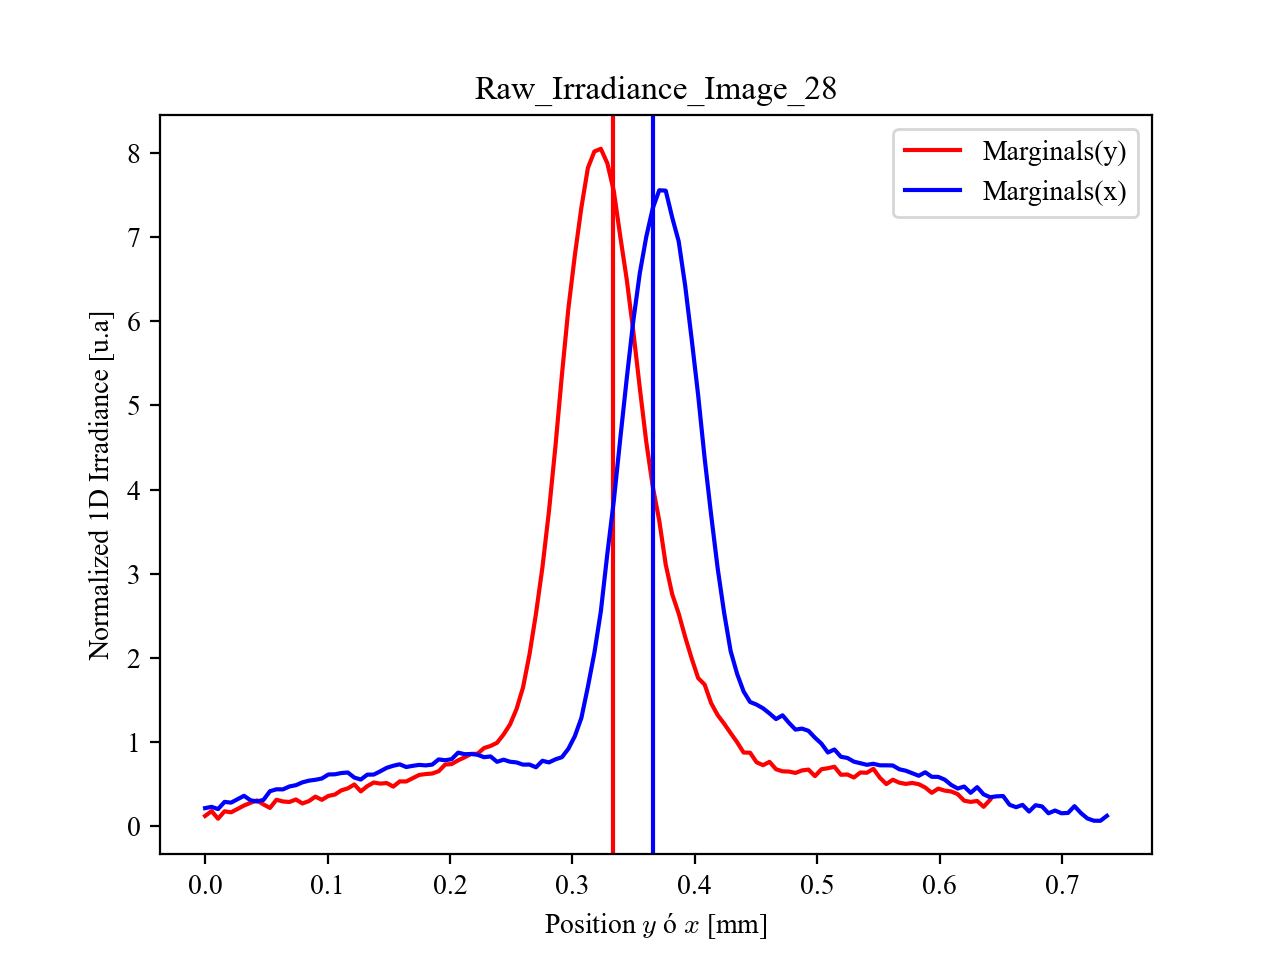 Raw_Irradiance_Image_28
Marginals(y)
Marginals(x)
Normalized 1D Irradiance [u.a]
8
7
6
5
4
3
2
1
0
0.0 0.1 0.2 0.3 0.4 0.5 0.6 0.7
Position y ó x [mm]